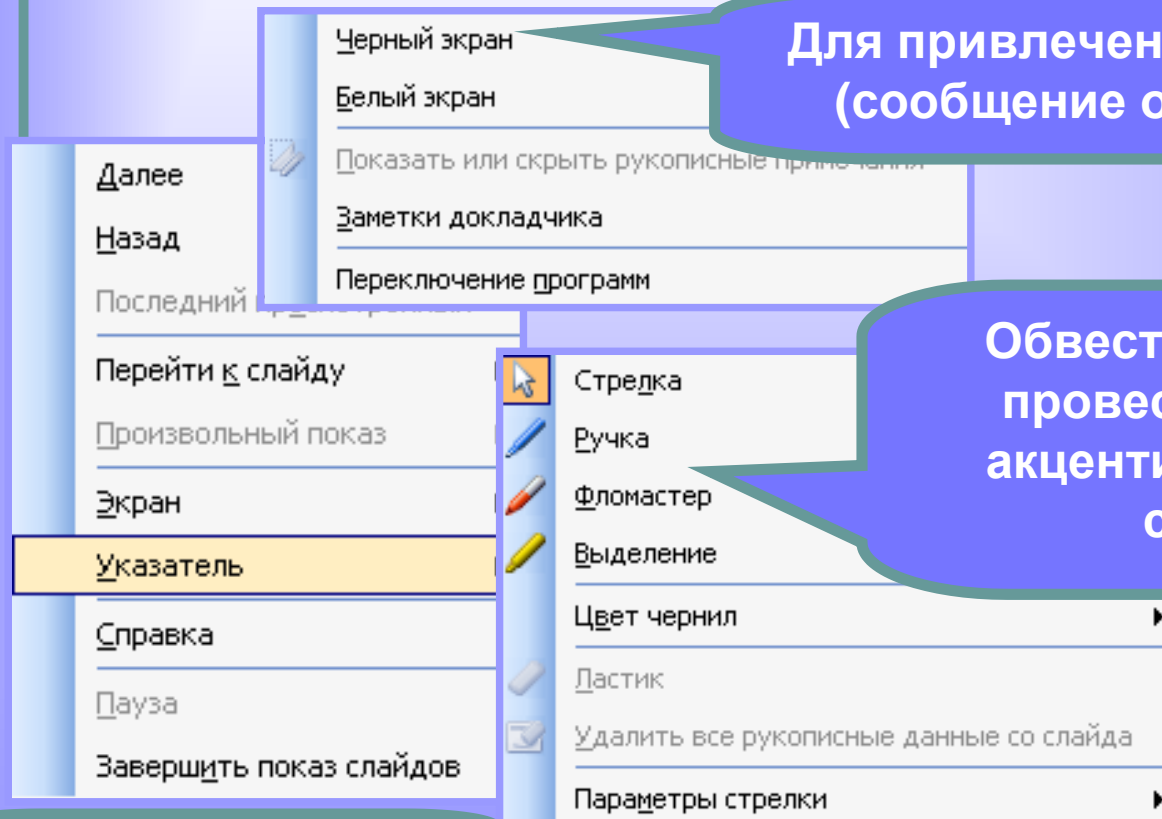 Черный экран
Белый экран
Показать или скрыть рукописные
Заметки докладчика
Переключение программ
Для привлечен
(сообщение о
Далее
Назад
Последний
Перейти к слайду
Произвольный показ
Экран
Указатель
Справка
Пауза
Завершить показ слайдов
Стрелка
Ручка
Фломастер
Выделение
Цвет чернил
Ластик
Удалить все рукописные данные со слайда
Параметры стрелки
Обвест
провес
акценти
с